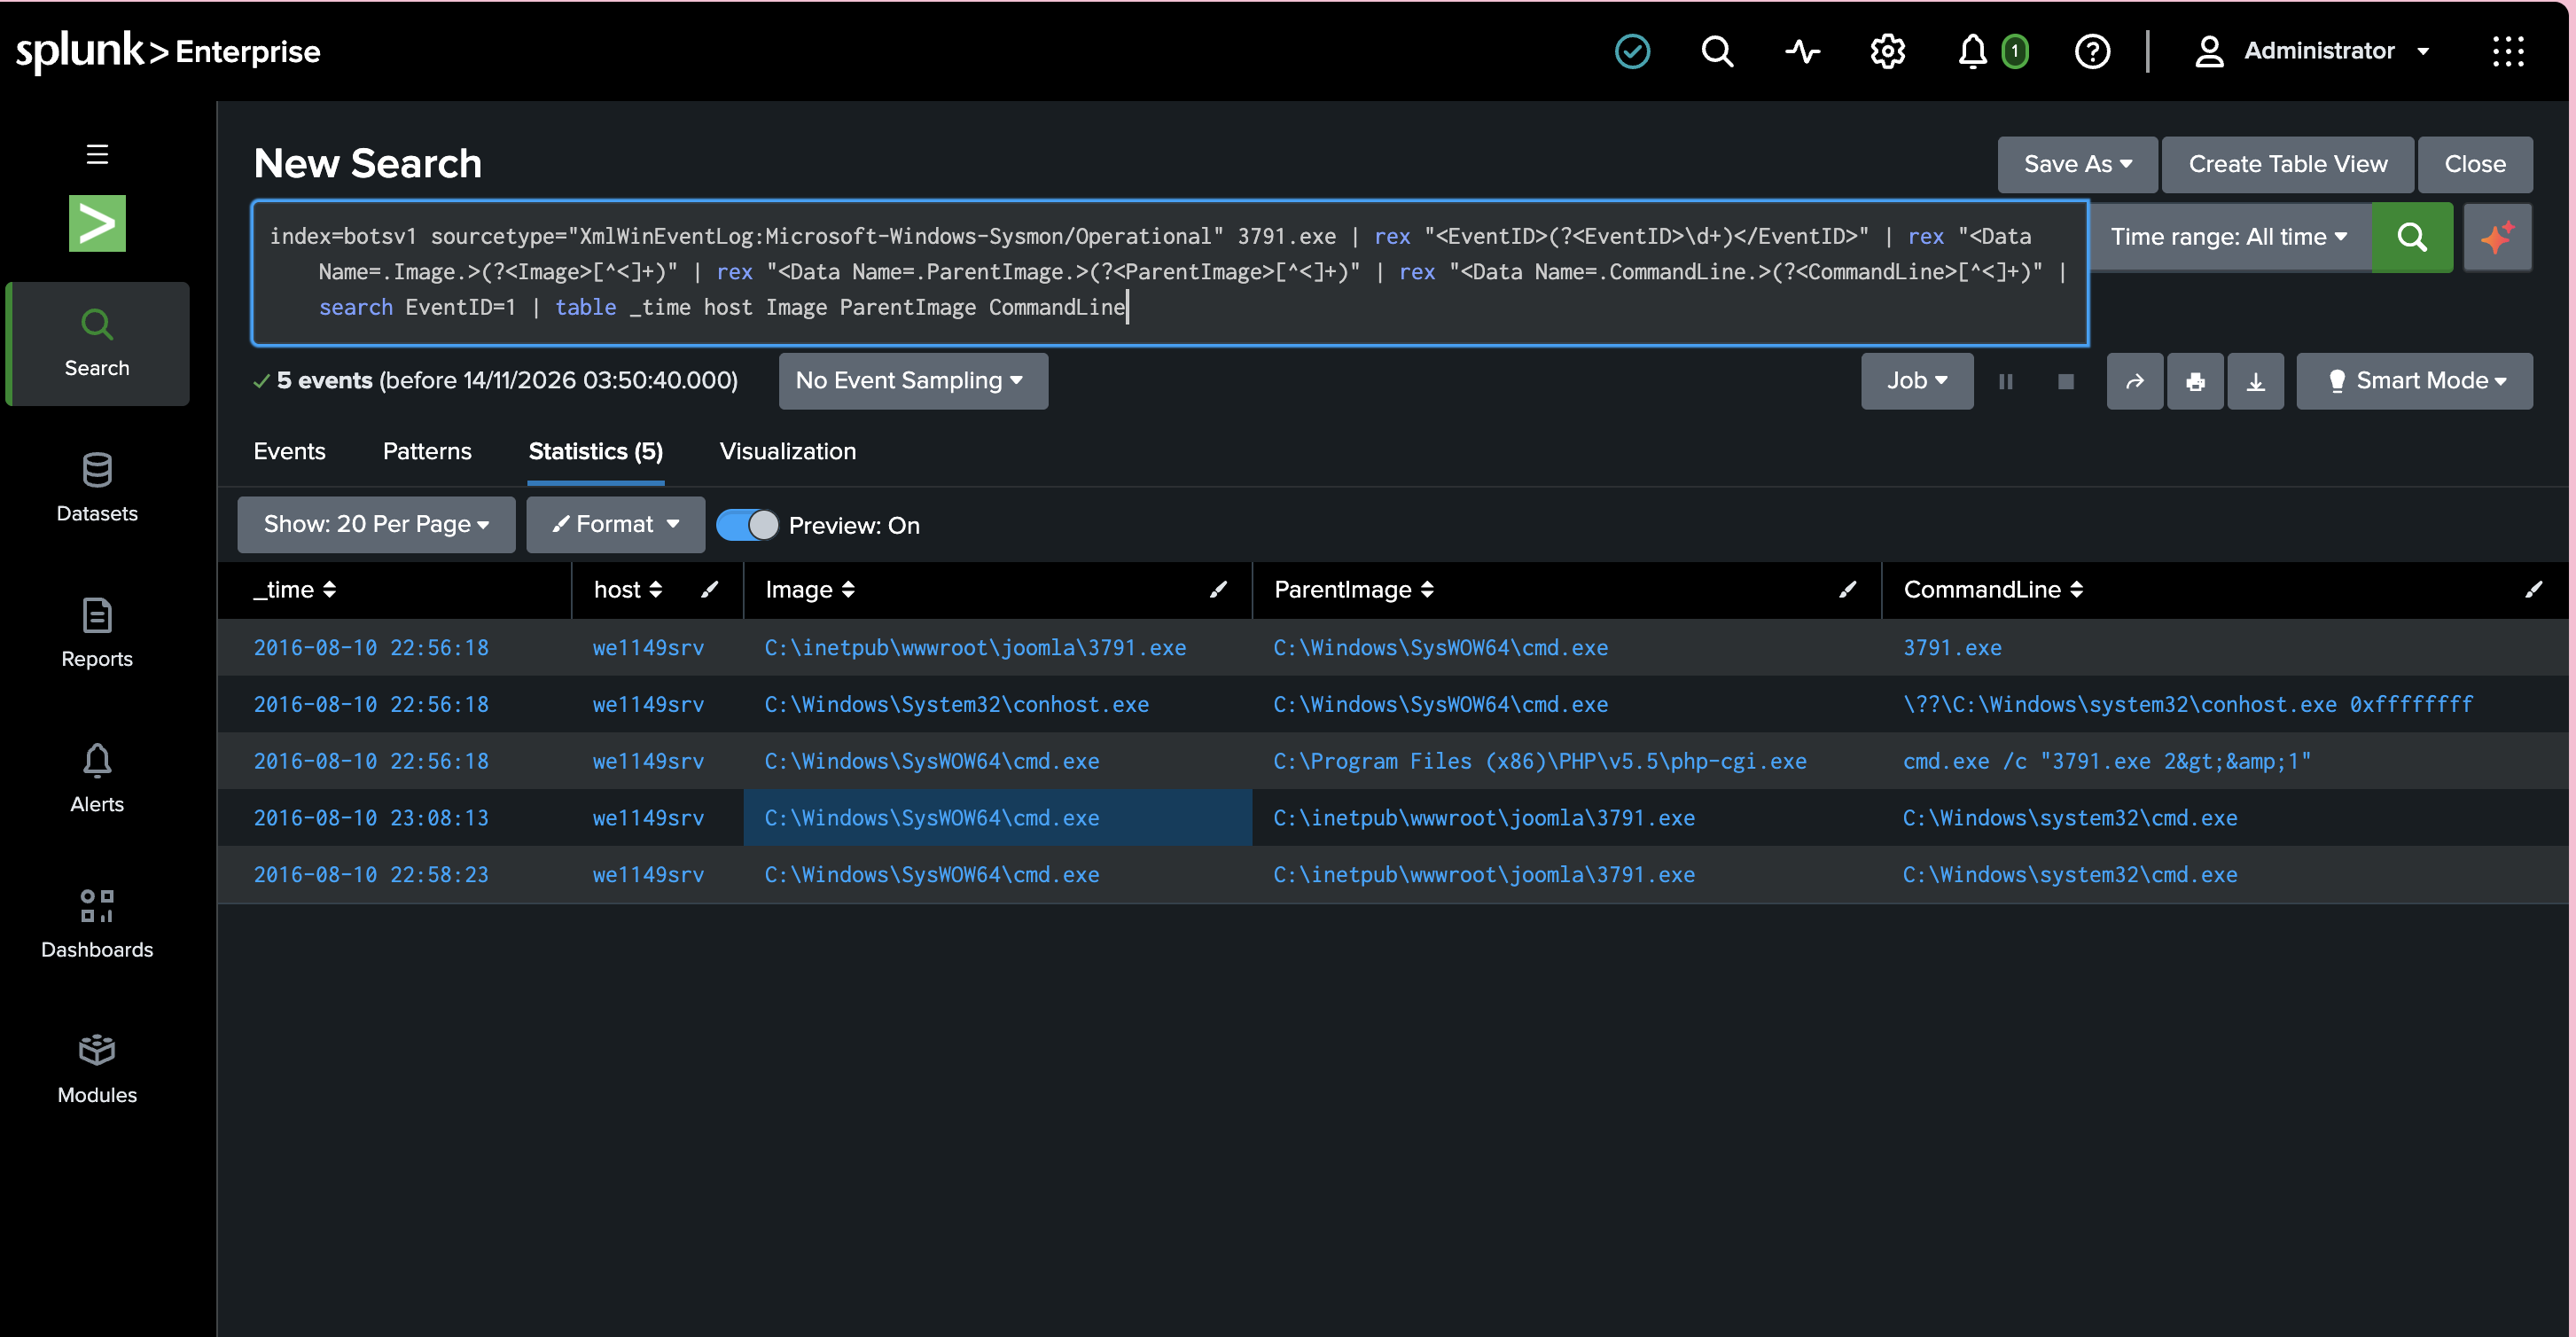 splunk> Enterprise
1
Administrator
New Search
Save As
Create Table View
Close
index=botsv1 sourcetype="XmlWinEventLog:Microsoft-Windows-Sysmon/Operational" 3791.exe | rex "<EventID>(?<EventID>\d+)</EventID>" | rex "<Data
Name=.Image.>(?<Image>[^<]+)" | rex "<Data Name=.ParentImage.>(?<ParentImage>[^<]+)" | rex "<Data Name=.CommandLine.>(?<CommandLine>[^<]+)" |
search EventID=1 | table _time host Image ParentImage CommandLine
Time range: All time
5 events (before 14/11/2026 03:50:40.000)
No Event Sampling
Job
Smart Mode
Events
Patterns
Statistics (5)
Visualization
Show: 20 Per Page
Format
Preview: On
_time host Image ParentImage CommandLine
2016-08-10 22:56:18 we1149srv C:\inetpub\wwwroot\joomla\3791.exe C:\Windows\SysWOW64\cmd.exe 3791.exe
2016-08-10 22:56:18 we1149srv C:\Windows\System32\conhost.exe C:\Windows\SysWOW64\cmd.exe \??\C:\Windows\system32\conhost.exe 0xffffffff
2016-08-10 22:56:18 we1149srv C:\Windows\SysWOW64\cmd.exe C:\Program Files (x86)\PHP\v5.5\php-cgi.exe cmd.exe /c "3791.exe 2&gt;&amp;1"
2016-08-10 23:08:13 we1149srv C:\Windows\SysWOW64\cmd.exe C:\inetpub\wwwroot\joomla\3791.exe C:\Windows\system32\cmd.exe
2016-08-10 22:58:23 we1149srv C:\Windows\SysWOW64\cmd.exe C:\inetpub\wwwroot\joomla\3791.exe C:\Windows\system32\cmd.exe
Search
Datasets
Reports
Alerts
Dashboards
Modules